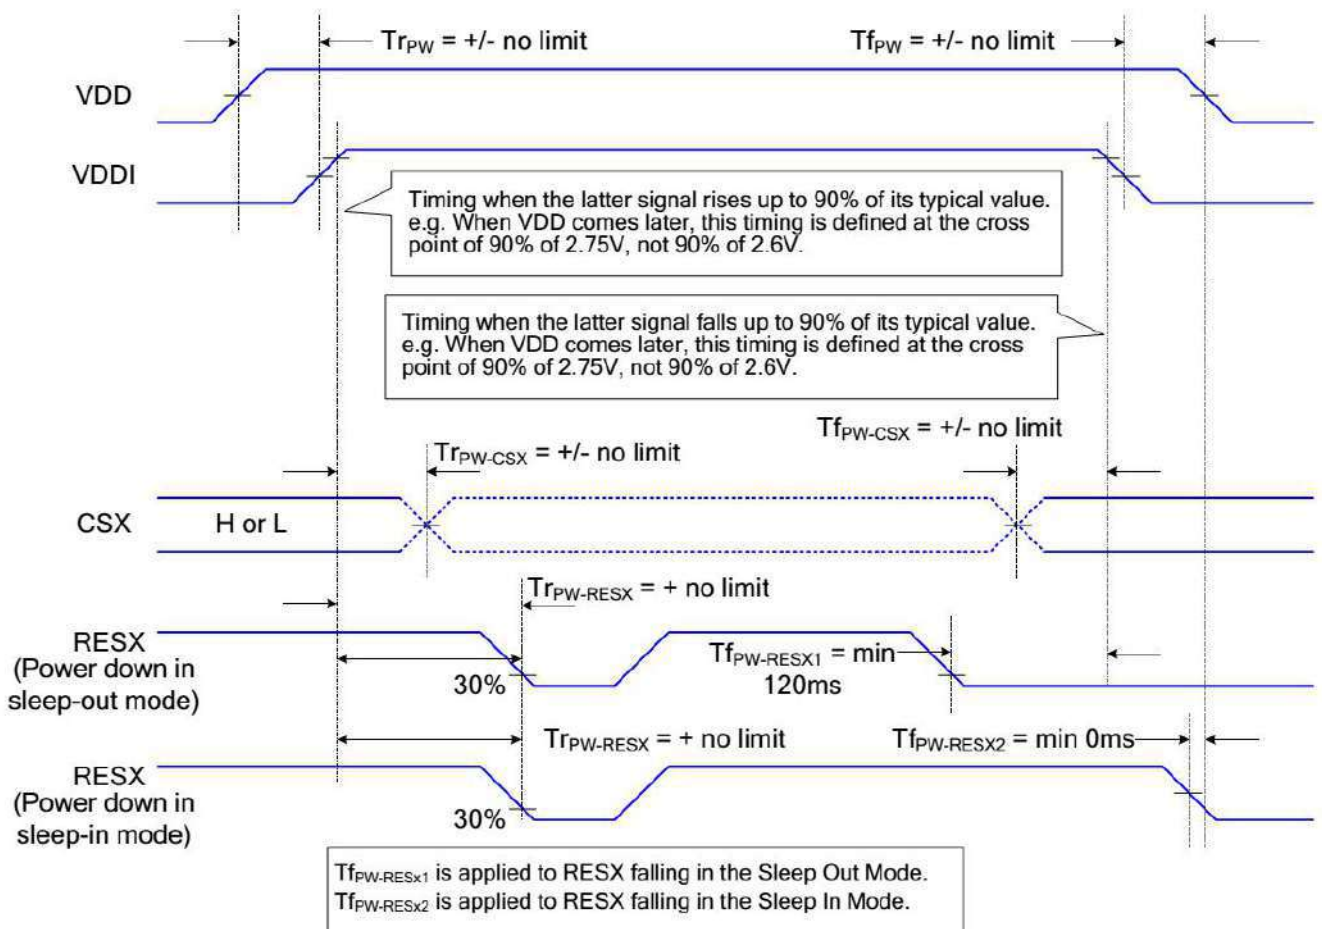 TrPW = +/- no limit
TfPW = +/- no limit
VDD
VDDI
Timing when the latter signal rises up to 90% of its typical value.
e.g. When VDD comes later, this timing is defined at the cross
point of 90% of 2.75V, not 90% of 2.6V.
Timing when the latter signal falls up to 90% of its typical value.
e.g. When VDD comes later, this timing is defined at the cross
point of 90% of 2.75V, not 90% of 2.6V.
TfPW-CSX = +/- no limit
TrPW-CSX = +/- no limit
CSX
H or L
TrPW-RESX = + no limit
RESX
(Power down in
sleep-out mode)
30%
TfPW-RESX1 = min
120ms
TrPW-RESX = + no limit
TfPW-RESX2 = min 0ms
RESX
(Power down in
sleep-in mode)
30%
TfPW-RESx1 is applied to RESX falling in the Sleep Out Mode.
TfPW-RESx2 is applied to RESX falling in the Sleep In Mode.